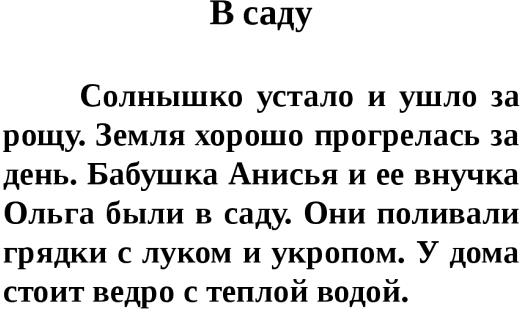 В саду
Солнышко устало и ушло за
рощу. Земля хорошо прогрелась за
день. Бабушка Анисья и ее внучка
Ольга были в саду. Они поливали
грядки с луком и укропом. У дома
стоит ведро с теплой водой.